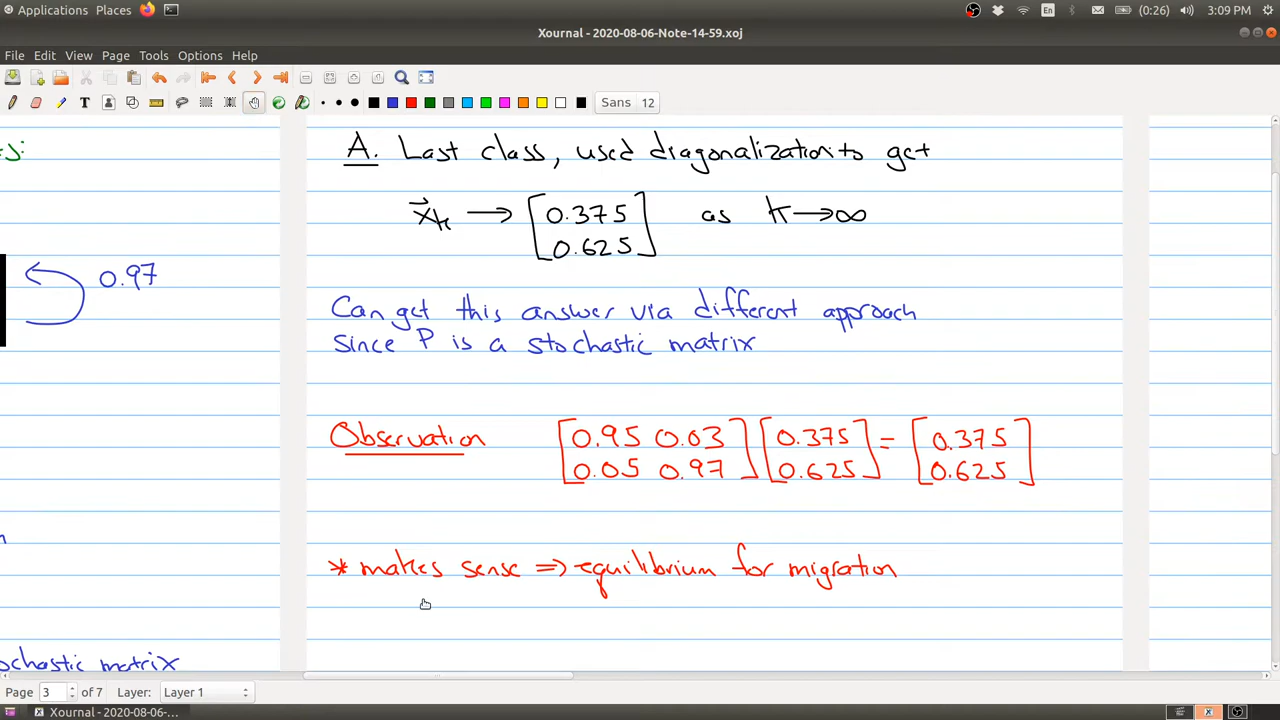 Applications Places En (0:26) 3:09 PM
Xournal - 2020-08-06-Note-14-59.xoj
File Edit View Page Tools Options Help
Sans 12
A. Last class, used diagonalization to get
x⃗k → [0.375
0.625] as k→∞
0.97
Can get this answer via different approach
since P is a stochastic matrix
Observation [0.95 0.03
0.05 0.97] [0.375
0.625] = [0.375
0.625]
* makes sense ⇒ equilibrium for migration
stochastic matrix
Page 3 of 7 Layer: Layer 1
Xournal - 2020-08-06-...